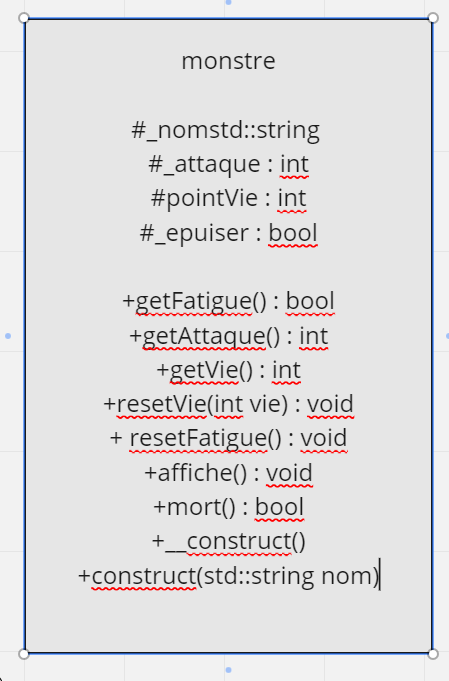 monstre
#_nomstd::string
#_attaque : int
#pointVie : int
#_epuiser : bool
+getFatigue() : bool
+getAttaque() : int
+getVie() : int
+resetVie(int vie) : void
+ resetFatigue() : void
+affiche() : void
+mort() : bool
+__construct()
+construct(std::string nom)